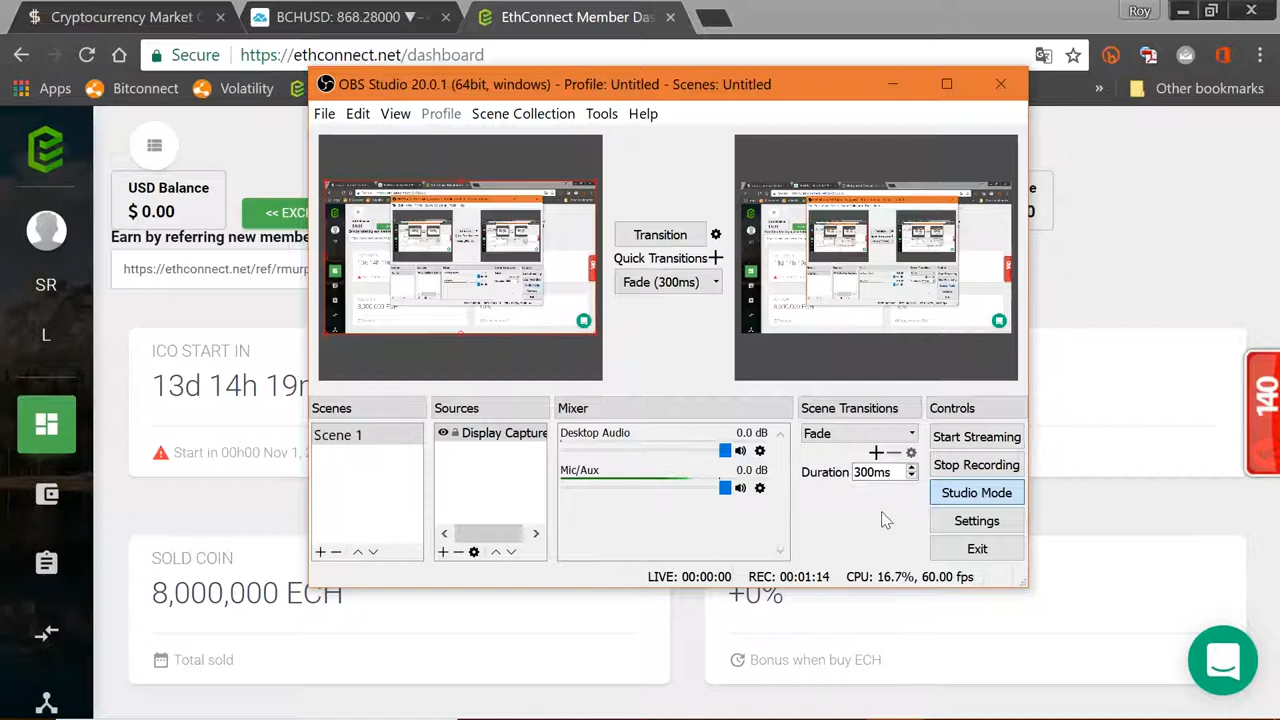 Cryptocurrency Market C
BCHUSD: 868.28000 ▼
EthConnect Member Das
Roy
Secure
https://ethconnect.net/dashboard
Apps
Bitconnect
Volatility
»
Other bookmarks
OBS Studio 20.0.1 (64bit, windows) - Profile: Untitled - Scenes: Untitled
File Edit View Profile Scene Collection Tools Help
USD Balance
$ 0.00
<< EXC
Earn by referring new membe
https://ethconnect.net/ref/rmurp
SR
L
ICO START IN
13d 14h 19m
Start in 00h00 Nov 1, 2
SOLD COIN
8,000,000 ECH
Total sold
+0%
Bonus when buy ECH
140
Transition
Quick Transitions
Fade (300ms)
Scenes
Scene 1
Sources
Display Capture
Mixer
Desktop Audio 0.0 dB
Mic/Aux 0.0 dB
Scene Transitions
Fade
Duration 300ms
Controls
Start Streaming
Stop Recording
Studio Mode
Settings
Exit
LIVE: 00:00:00 REC: 00:01:14 CPU: 16.7%, 60.00 fps